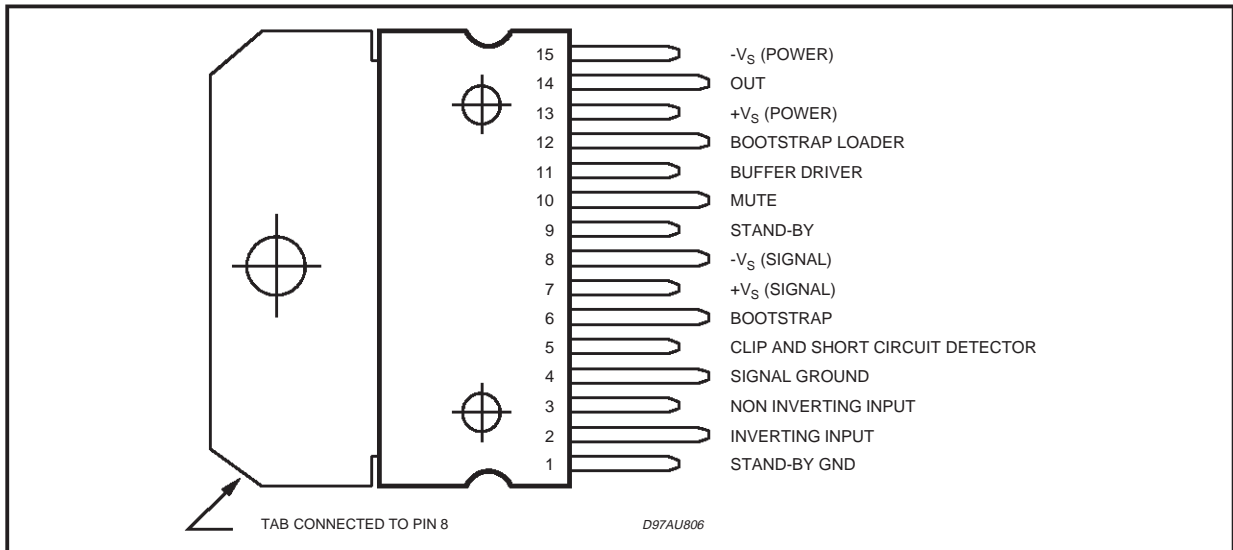 15 -VS (POWER)
14 OUT
13 +VS (POWER)
12 BOOTSTRAP LOADER
11 BUFFER DRIVER
10 MUTE
9 STAND-BY
8 -VS (SIGNAL)
7 +VS (SIGNAL)
6 BOOTSTRAP
5 CLIP AND SHORT CIRCUIT DETECTOR
4 SIGNAL GROUND
3 NON INVERTING INPUT
2 INVERTING INPUT
1 STAND-BY GND
TAB CONNECTED TO PIN 8
D97AU806